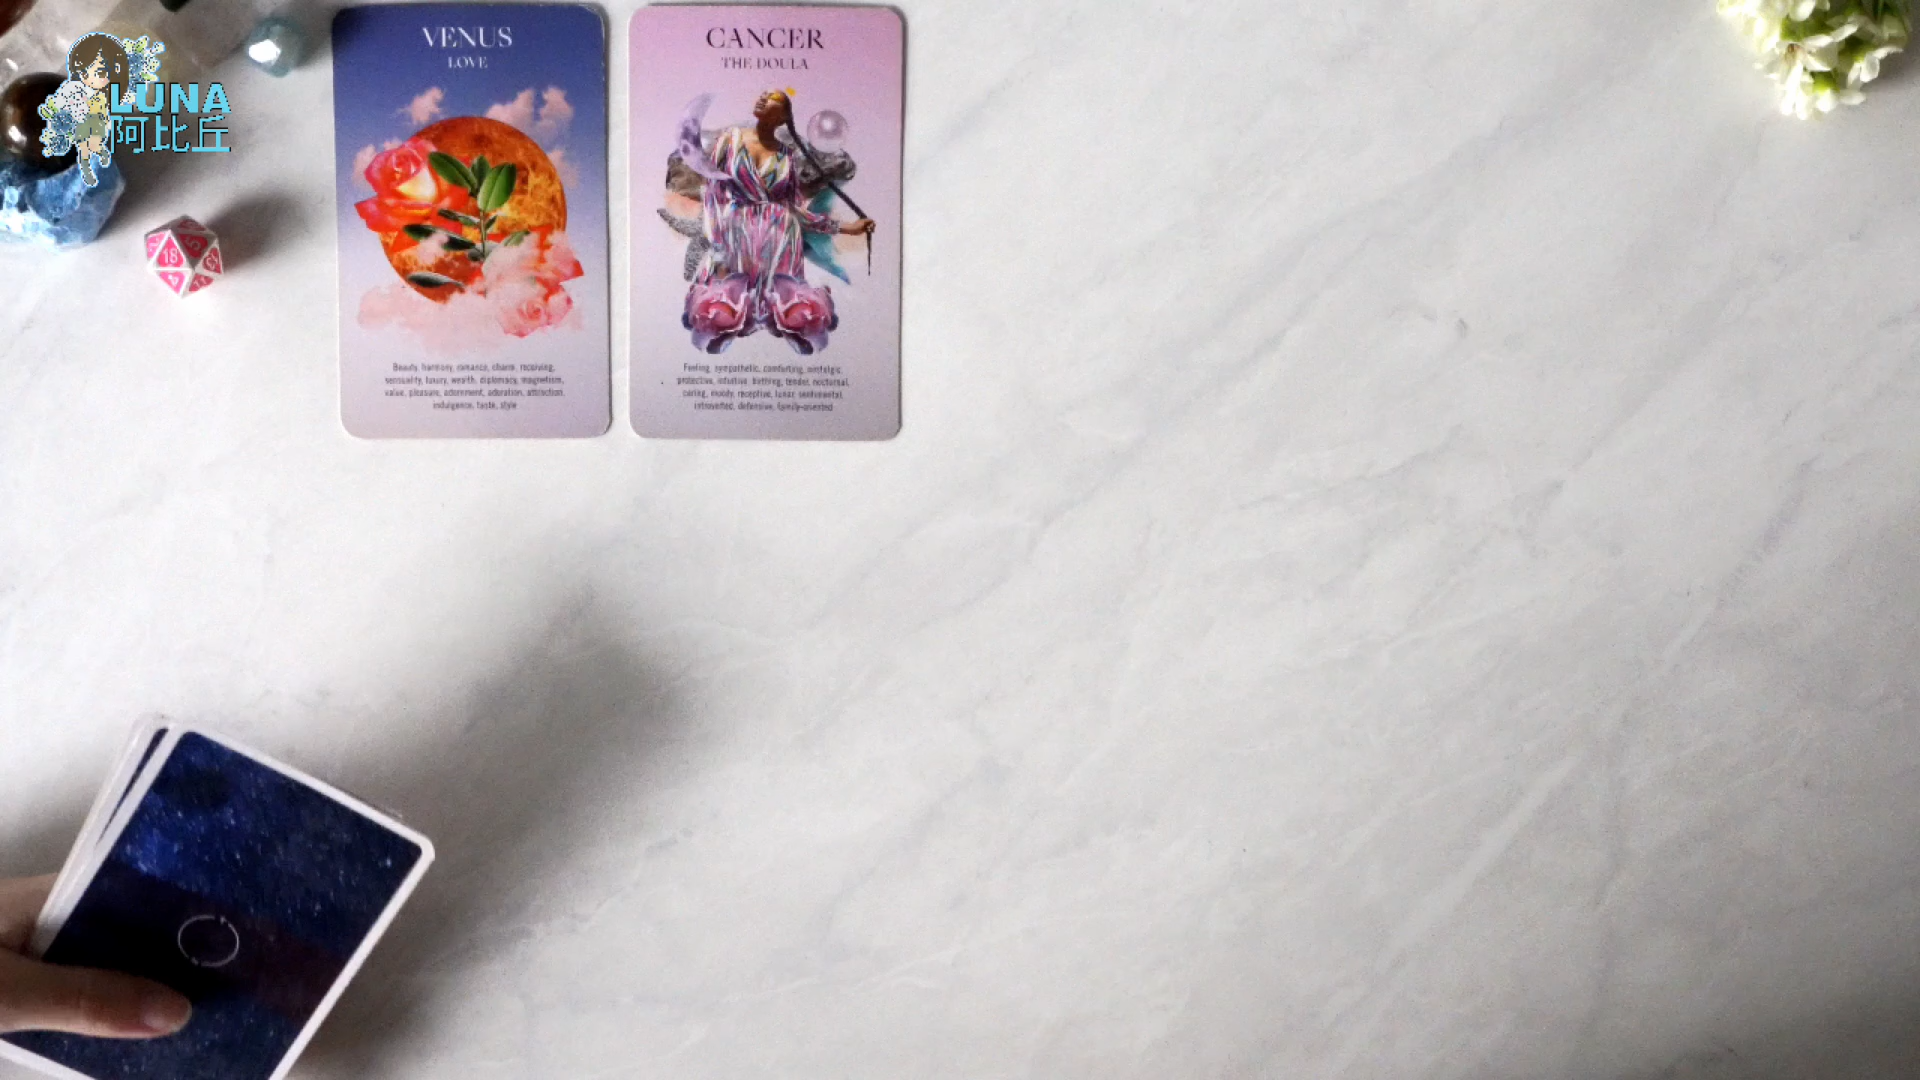 LUNA
阿比丘
VENUS
LOVE
Beauty, harmony, romance, charm, receiving,
sensuality, luxury, wealth, diplomacy, magnetism,
value, pleasure, adornment, adoration, attraction,
indulgence, taste, style
CANCER
THE DOULA
Feeling, sympathetic, comforting, nostalgic,
protective, intuitive, birthing, tender, nocturnal,
caring, moody, receptive, lunar, sentimental,
introverted, defensive, family-oriented
18
5